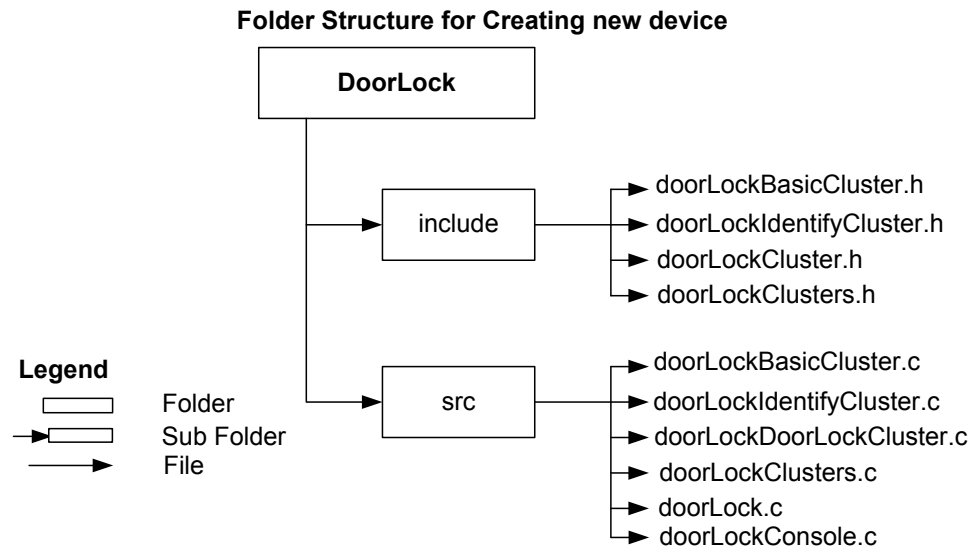 Folder Structure for Creating new device
DoorLock
include
doorLockBasicCluster.h
doorLockIdentifyCluster.h
doorLockCluster.h
doorLockClusters.h
src
doorLockBasicCluster.c
doorLockIdentifyCluster.c
doorLockDoorLockCluster.c
doorLockClusters.c
doorLock.c
doorLockConsole.c
Legend
Folder
Sub Folder
File